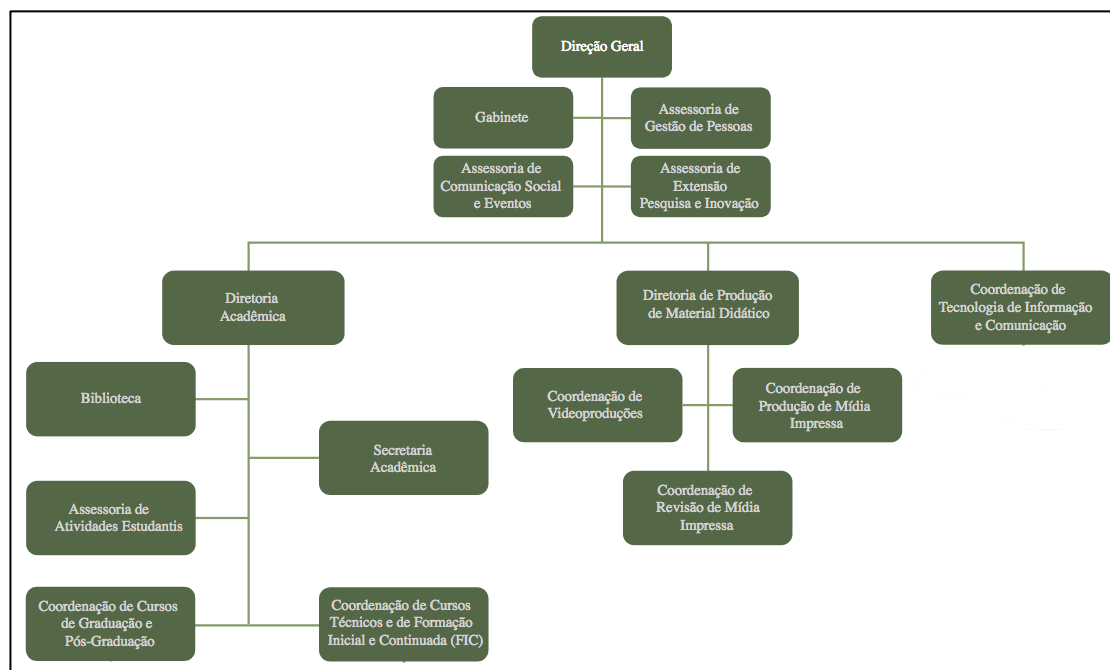 Direção Geral
Gabinete
Assessoria de
Gestão de Pessoas
Assessoria de
Comunicação Social
e Eventos
Assessoria de
Extensão
Pesquisa e Inovação
Diretoria
Acadêmica
Diretoria de Produção
de Material Didático
Coordenação de
Tecnologia de Informação
e Comunicação
Biblioteca
Coordenação de
Videoproduções
Coordenação de
Produção de Mídia
Impressa
Secretaria
Acadêmica
Assessoria de
Atividades Estudantis
Coordenação de
Revisão de Mídia
Impressa
Coordenação de Cursos
de Graduação e
Pós-Graduação
Coordenação de Cursos
Técnicos e de Formação
Inicial e Continuada (FIC)